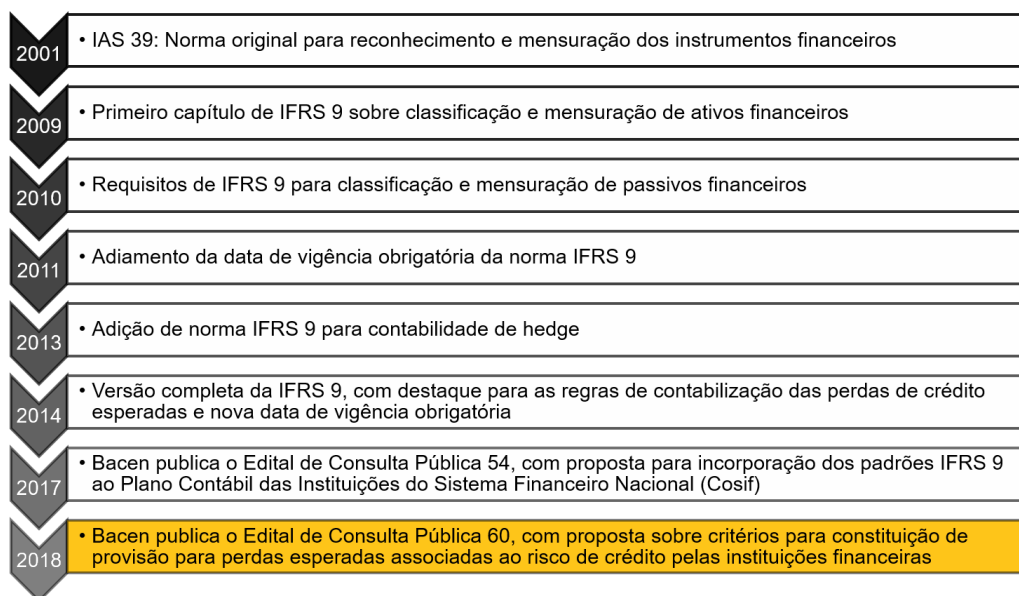 2001
• IAS 39: Norma original para reconhecimento e mensuração dos instrumentos financeiros
2009
• Primeiro capítulo de IFRS 9 sobre classificação e mensuração de ativos financeiros
2010
• Requisitos de IFRS 9 para classificação e mensuração de passivos financeiros
2011
• Adiamento da data de vigência obrigatória da norma IFRS 9
2013
• Adição de norma IFRS 9 para contabilidade de hedge
2014
• Versão completa da IFRS 9, com destaque para as regras de contabilização das perdas de crédito
esperadas e nova data de vigência obrigatória
2017
• Bacen publica o Edital de Consulta Pública 54, com proposta para incorporação dos padrões IFRS 9
ao Plano Contábil das Instituições do Sistema Financeiro Nacional (Cosif)
2018
• Bacen publica o Edital de Consulta Pública 60, com proposta sobre critérios para constituição de
provisão para perdas esperadas associadas ao risco de crédito pelas instituições financeiras